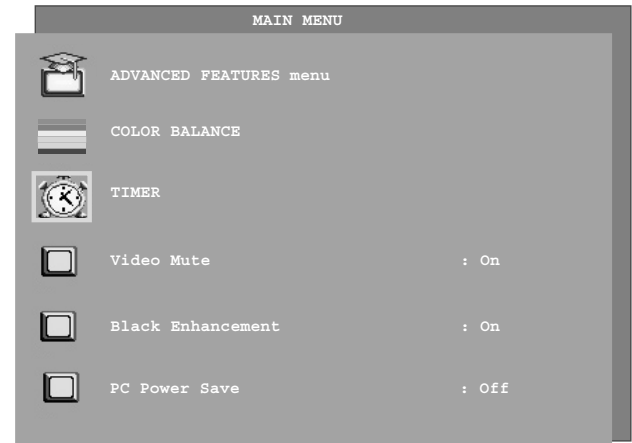 MAIN MENU
ADVANCED FEATURES menu
COLOR BALANCE
TIMER
Video Mute : On
Black Enhancement : On
PC Power Save : Off